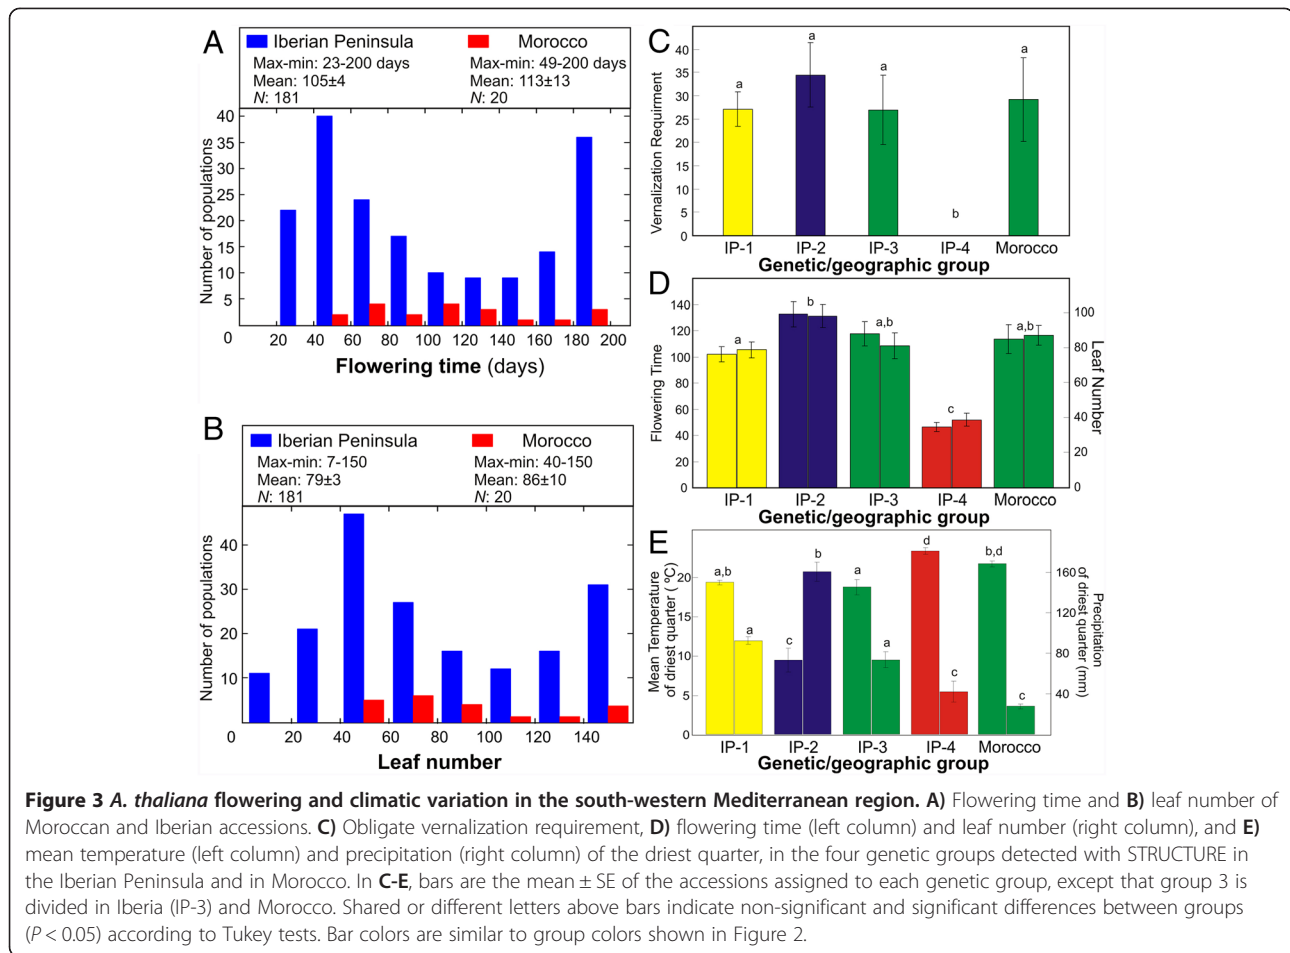 A
Iberian Peninsula
Max-min: 23-200 days
Mean: 105±4
N: 181
Morocco
Max-min: 49-200 days
Mean: 113±13
N: 20
Number of populations
40
35
30
25
20
15
10
5
0
20 40 60 80 100 120 140 160 180 200
Flowering time (days)
B
Iberian Peninsula
Max-min: 7-150
Mean: 79±3
N: 181
Morocco
Max-min: 40-150
Mean: 86±10
N: 20
Number of populations
40
30
20
10
0 20 40 60 80 100 120 140
Leaf number
C
Vernalization Requirment
40
35
30
25
20
15
10
5
0
a a a b a
IP-1 IP-2 IP-3 IP-4 Morocco
Genetic/geographic group
D
Flowering Time
140
120
100
80
60
40
20
0
a b a,b c a,b
100
80
60
40
20
0
Leaf Number
IP-1 IP-2 IP-3 IP-4 Morocco
Genetic/geographic group
E
Mean Temperature
of driest quarter ( ºC)
20
15
10
5
0
a,b a c b a a d c b,d c
160
120
80
40
Precipitation
of driest quarter (mm)
IP-1 IP-2 IP-3 IP-4 Morocco
Genetic/geographic group
Figure 3 A. thaliana flowering and climatic variation in the south-western Mediterranean region. A) Flowering time and B) leaf number of
Moroccan and Iberian accessions. C) Obligate vernalization requirement, D) flowering time (left column) and leaf number (right column), and E)
mean temperature (left column) and precipitation (right column) of the driest quarter, in the four genetic groups detected with STRUCTURE in
the Iberian Peninsula and in Morocco. In C-E, bars are the mean ± SE of the accessions assigned to each genetic group, except that group 3 is
divided in Iberia (IP-3) and Morocco. Shared or different letters above bars indicate non-significant and significant differences between groups
(P < 0.05) according to Tukey tests. Bar colors are similar to group colors shown in Figure 2.